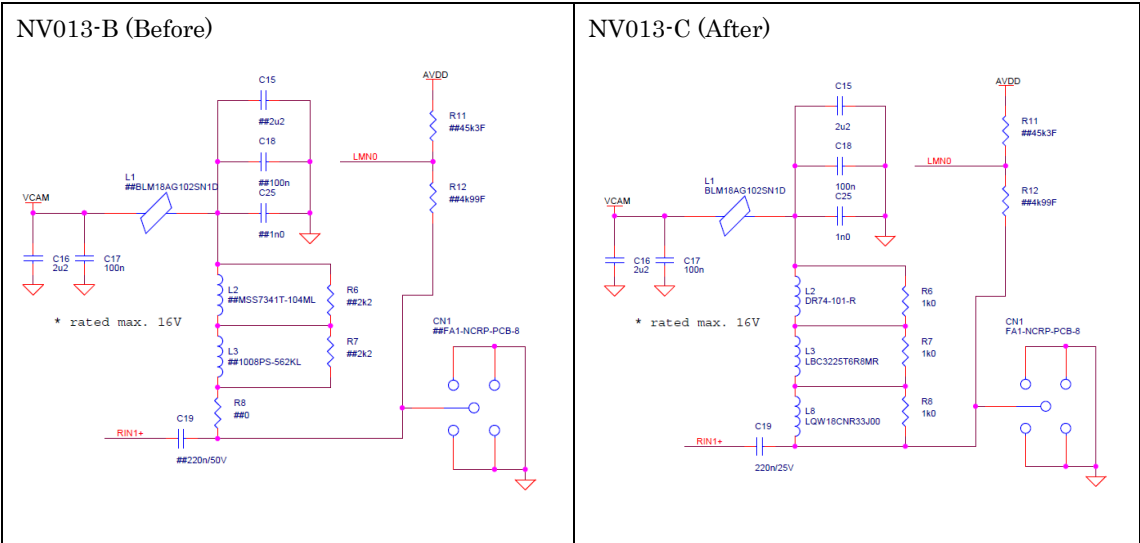 NV013-B (Before)
C15
##2u2
C18
##100n
C25
##1n0
AVDD
R11
##45k3F
LMN0
R12
##4k99F
L1
##BLM18AG102SN1D
VCAM
C16
2u2
C17
100n
L2
##MSS7341T-104ML
R6
##2k2
* rated max. 16V
L3
##1008PS-562KL
R7
##2k2
CN1
##FA1-NCRP-PCB-8
R8
##0
RIN1+
C19
##220n/50V
NV013-C (After)
C15
2u2
C18
100n
C25
1n0
AVDD
R11
##45k3F
LMN0
R12
##4k99F
L1
BLM18AG102SN1D
VCAM
C16
2u2
C17
100n
L2
DR74-101-R
R6
1k0
* rated max. 16V
L3
LBC3225T6R8MR
R7
1k0
CN1
FA1-NCRP-PCB-8
L8
LQW18CNR33J00
R8
1k0
RIN1+
C19
220n/25V